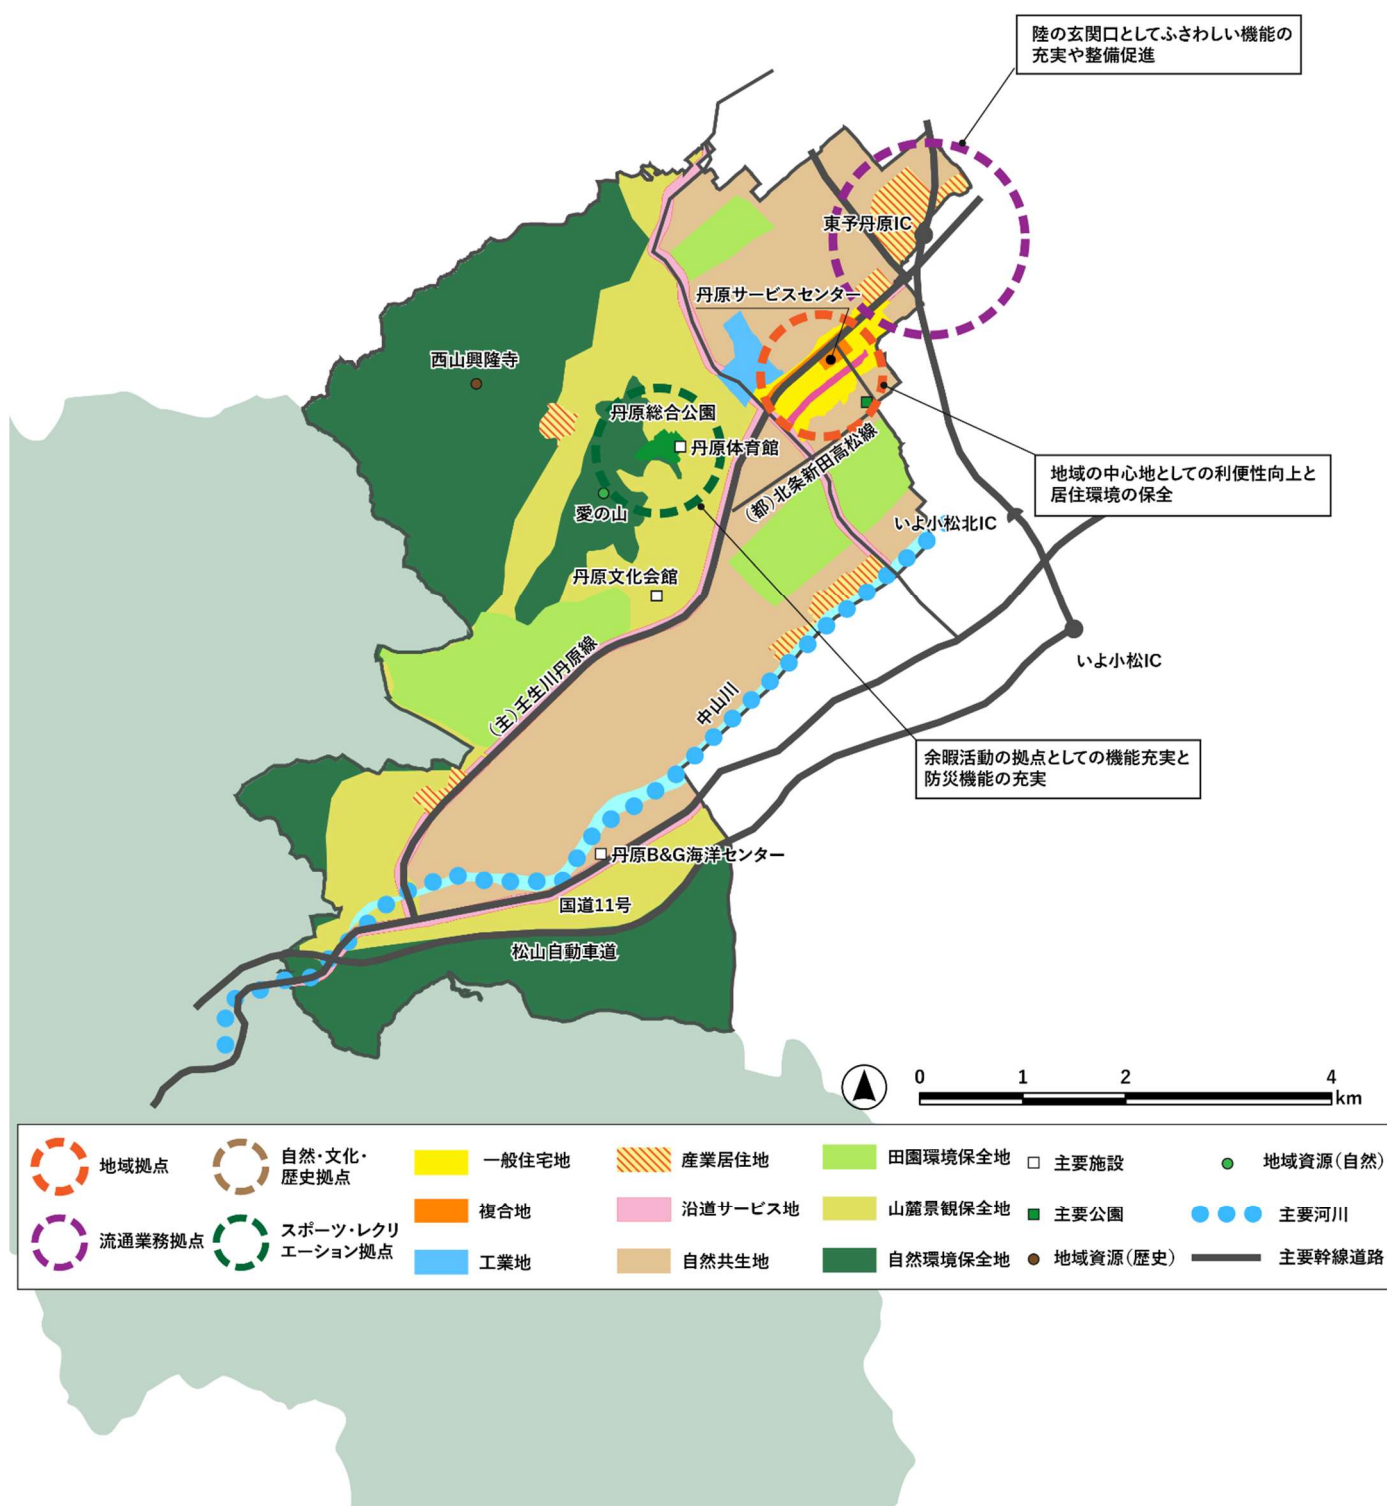 陸の玄関口としてふさわしい機能の
充実や整備促進
東予丹原IC
丹原サービスセンター
西山興隆寺
丹原総合公園
丹原体育館
(都)北条新田高松線
地域の中心地としての利便性向上と
居住環境の保全
愛の山
いよ小松北IC
丹原文化会館
(主)壬生川丹原線
いよ小松IC
中山川
余暇活動の拠点としての機能充実と
防災機能の充実
丹原B&G海洋センター
国道11号
松山自動車道
0 1 2 4
km
地域拠点
自然・文化・
歴史拠点
一般住宅地
産業居住地
田園環境保全地
主要施設
地域資源(自然)
複合地
沿道サービス地
山麓景観保全地
主要公園
主要河川
流通業務拠点
スポーツ・レクリ
エーション拠点
工業地
自然共生地
自然環境保全地
地域資源(歴史)
主要幹線道路